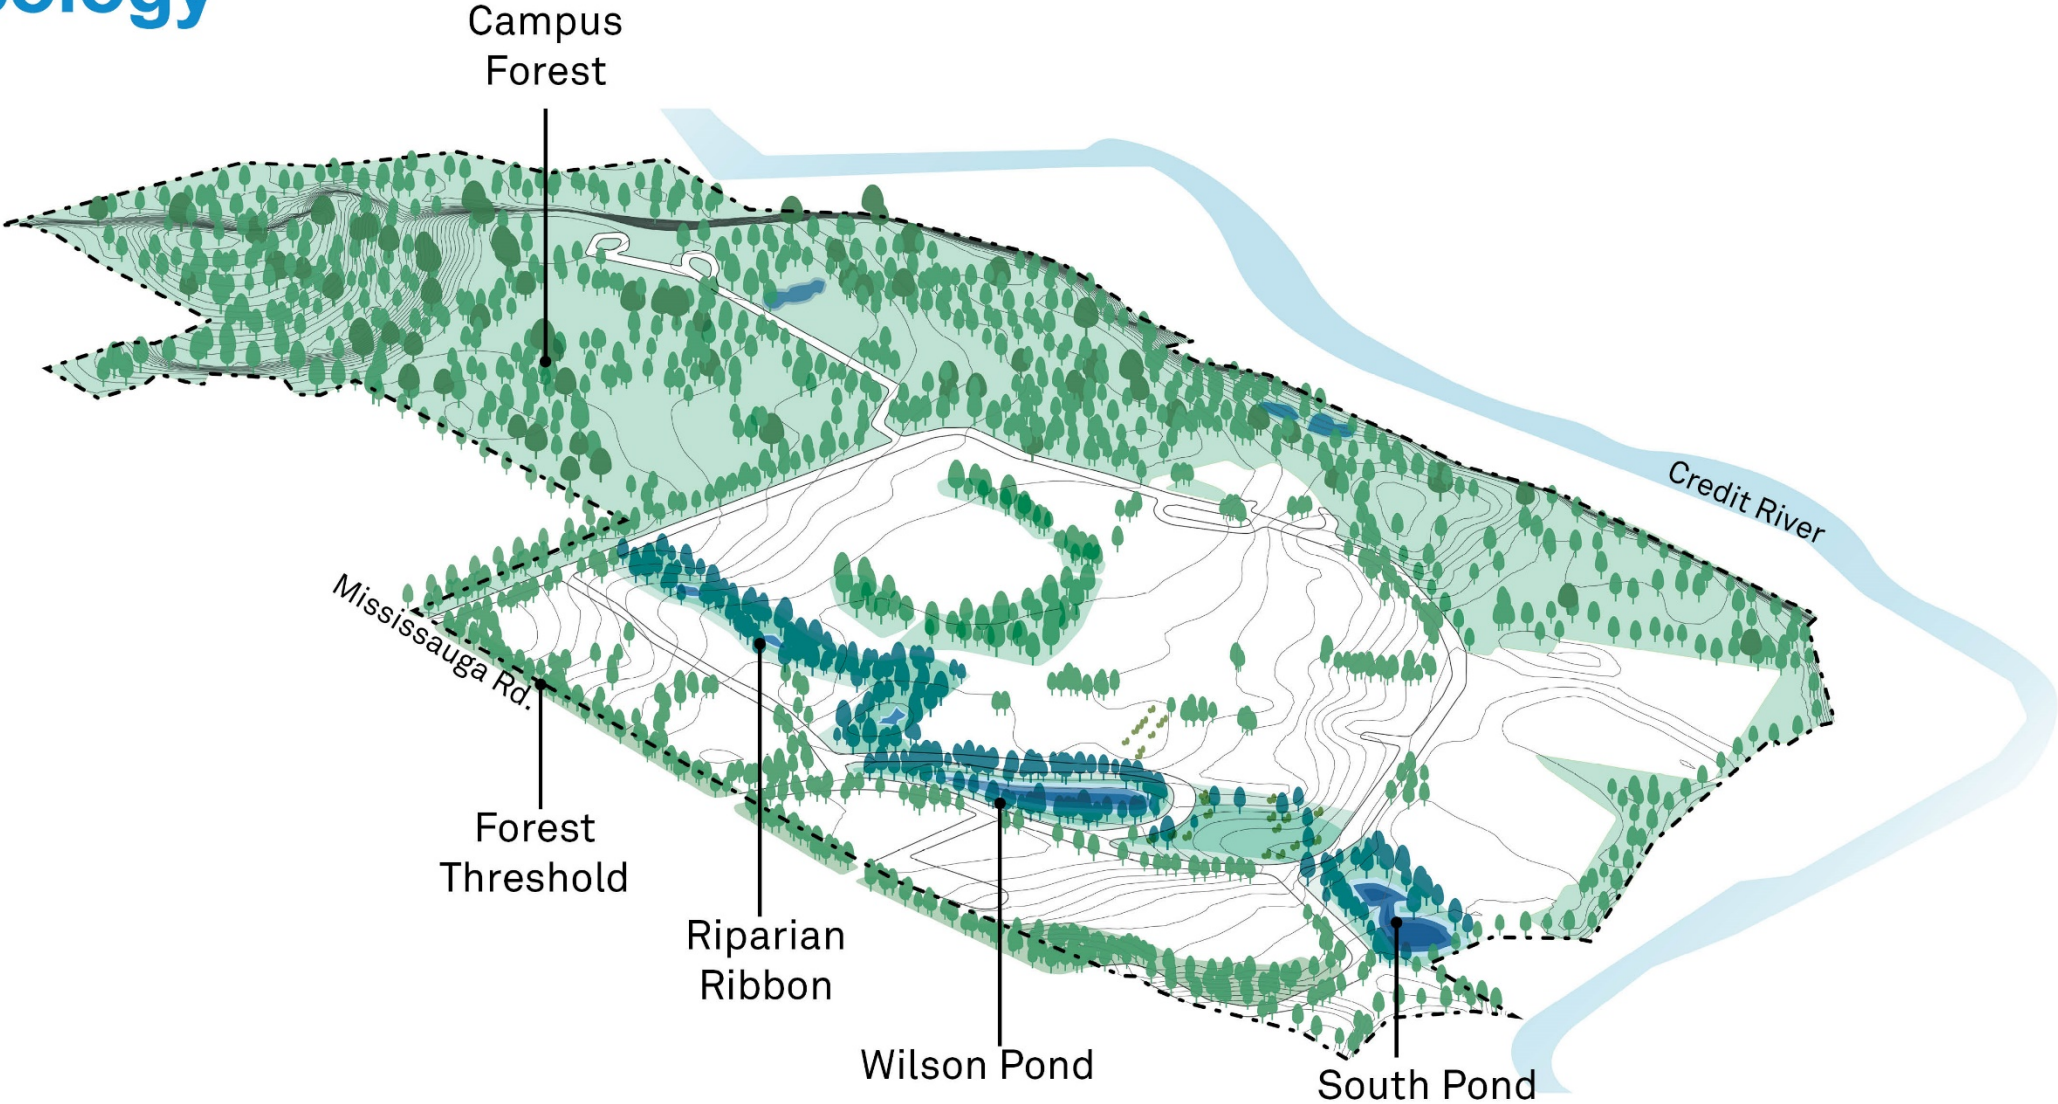 Campus
Forest
Credit River
Mississauga Rd.
Forest
Threshold
Riparian
Ribbon
Wilson Pond
South Pond